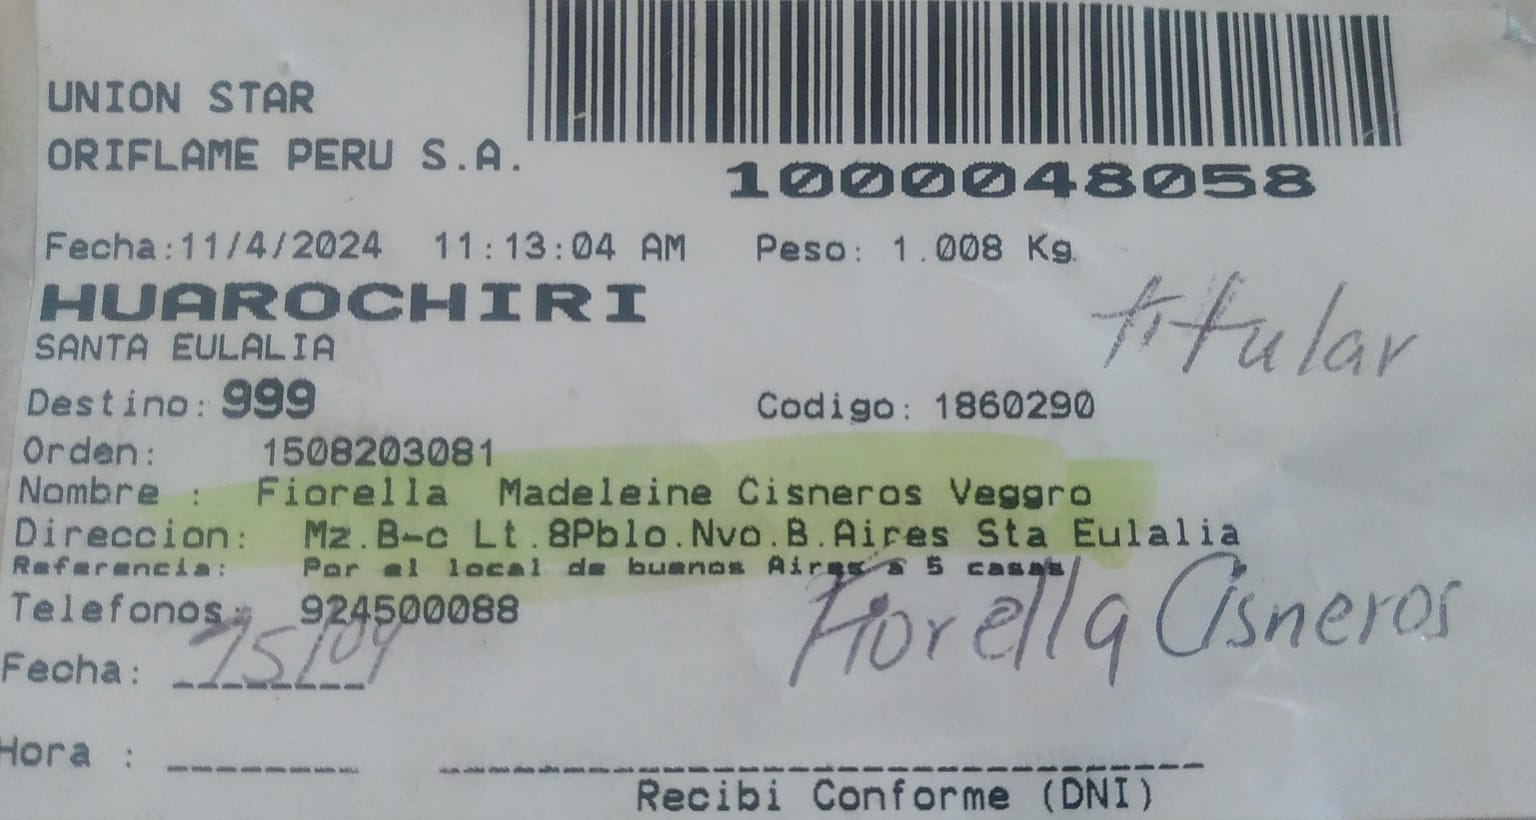 UNION STAR
ORIFLAME PERU S.A.
1000048058
Fecha:11/4/2024 11:13:04 AM Peso: 1.008 Kg.
HUAROCHIRI
titular
SANTA EULALIA
Destino: 999 Codigo: 1860290
Orden: 1508203081
Nombre : Fiorella Madeleine Cisneros Veggro
Direccion: Mz.B-c Lt.8Pblo.Nvo.B.Aires Sta Eulalia
Referencia: Por el local de buenos Aires a 5 casas
Telefonos: 924500088
Fiorella Cisneros
Fecha: 15/04
Hora :
Recibi Conforme (DNI)